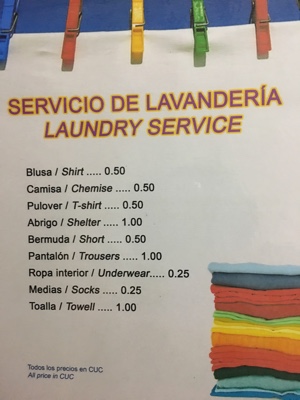 SERVICIO DE LAVANDERÍA
LAUNDRY SERVICE
Blusa / Shirt ..... 0.50
Camisa / Chemise ..... 0.50
Pulover / T-shirt ..... 0.50
Abrigo / Shelter ..... 1.00
Bermuda / Short ..... 0.50
Pantalón / Trousers ..... 1.00
Ropa interior / Underwear..... 0.25
Medias / Socks ..... 0.25
Toalla / Towell ..... 1.00
Todos los precios en CUC
All price in CUC